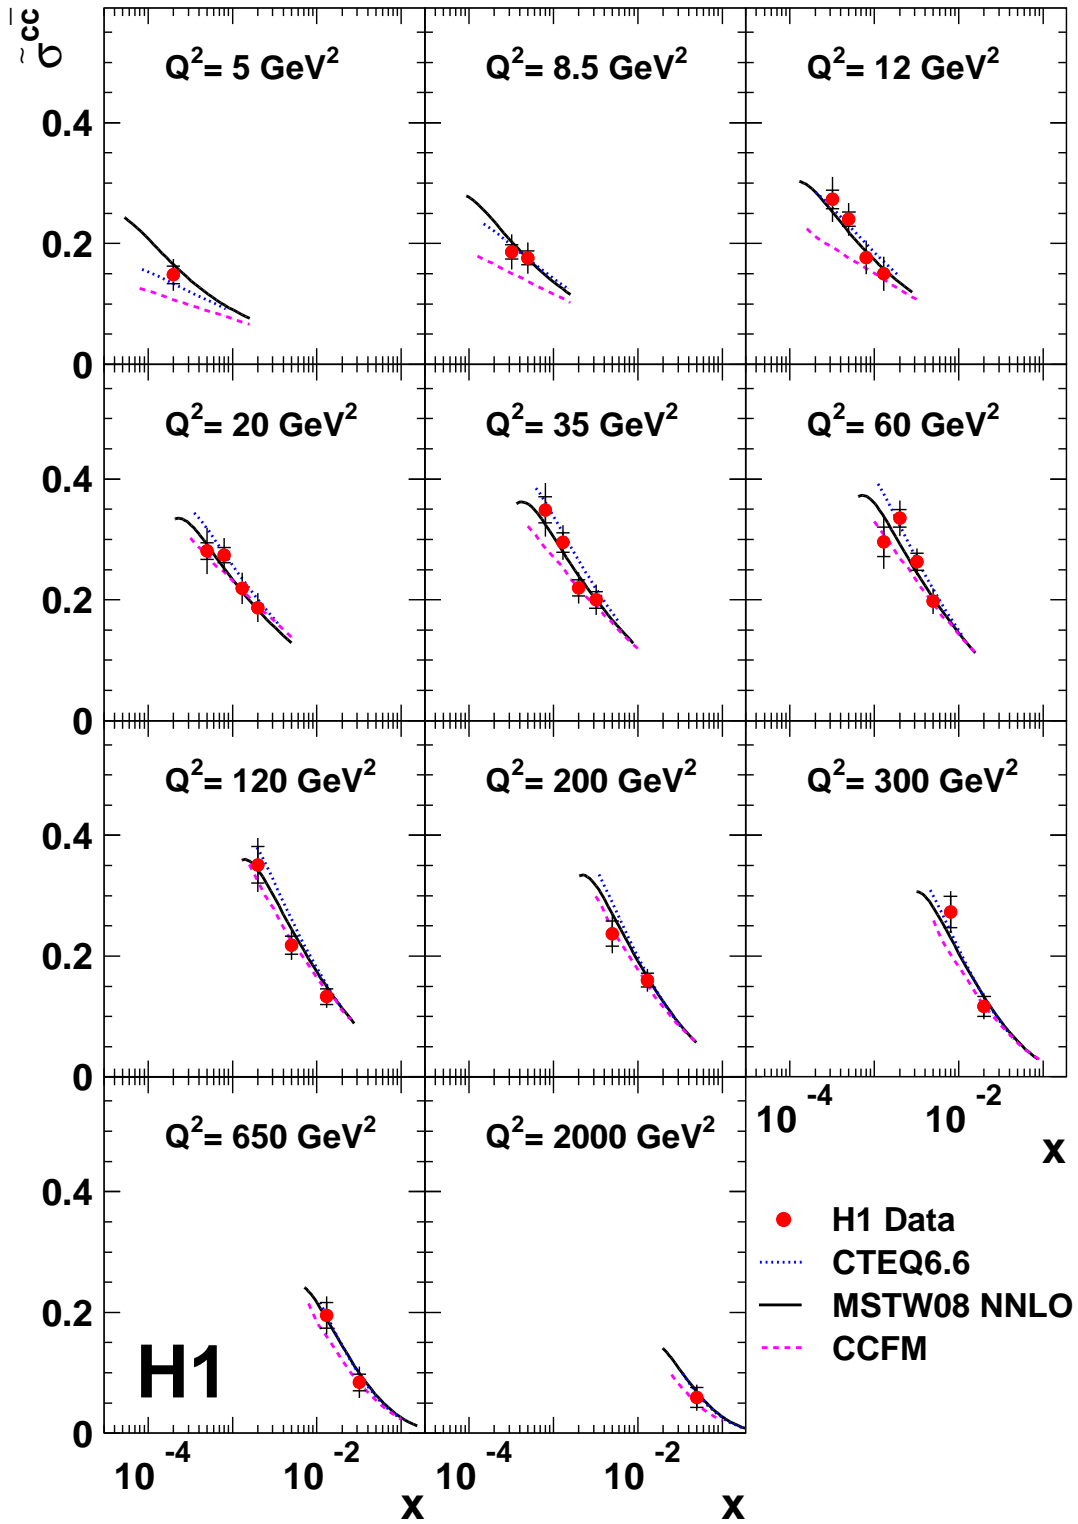 σ̃^cc̄
Q²= 5 GeV²
Q²= 8.5 GeV²
Q²= 12 GeV²
0.4
0.2
0
Q²= 20 GeV²
Q²= 35 GeV²
Q²= 60 GeV²
0.4
0.2
0
Q²= 120 GeV²
Q²= 200 GeV²
Q²= 300 GeV²
0.4
0.2
0
10⁻⁴ 10⁻²
x
Q²= 650 GeV²
Q²= 2000 GeV²
0.4
0.2
0
H1
H1 Data
CTEQ6.6
MSTW08 NNLO
CCFM
10⁻⁴ 10⁻² 10⁻⁴ 10⁻²
x x